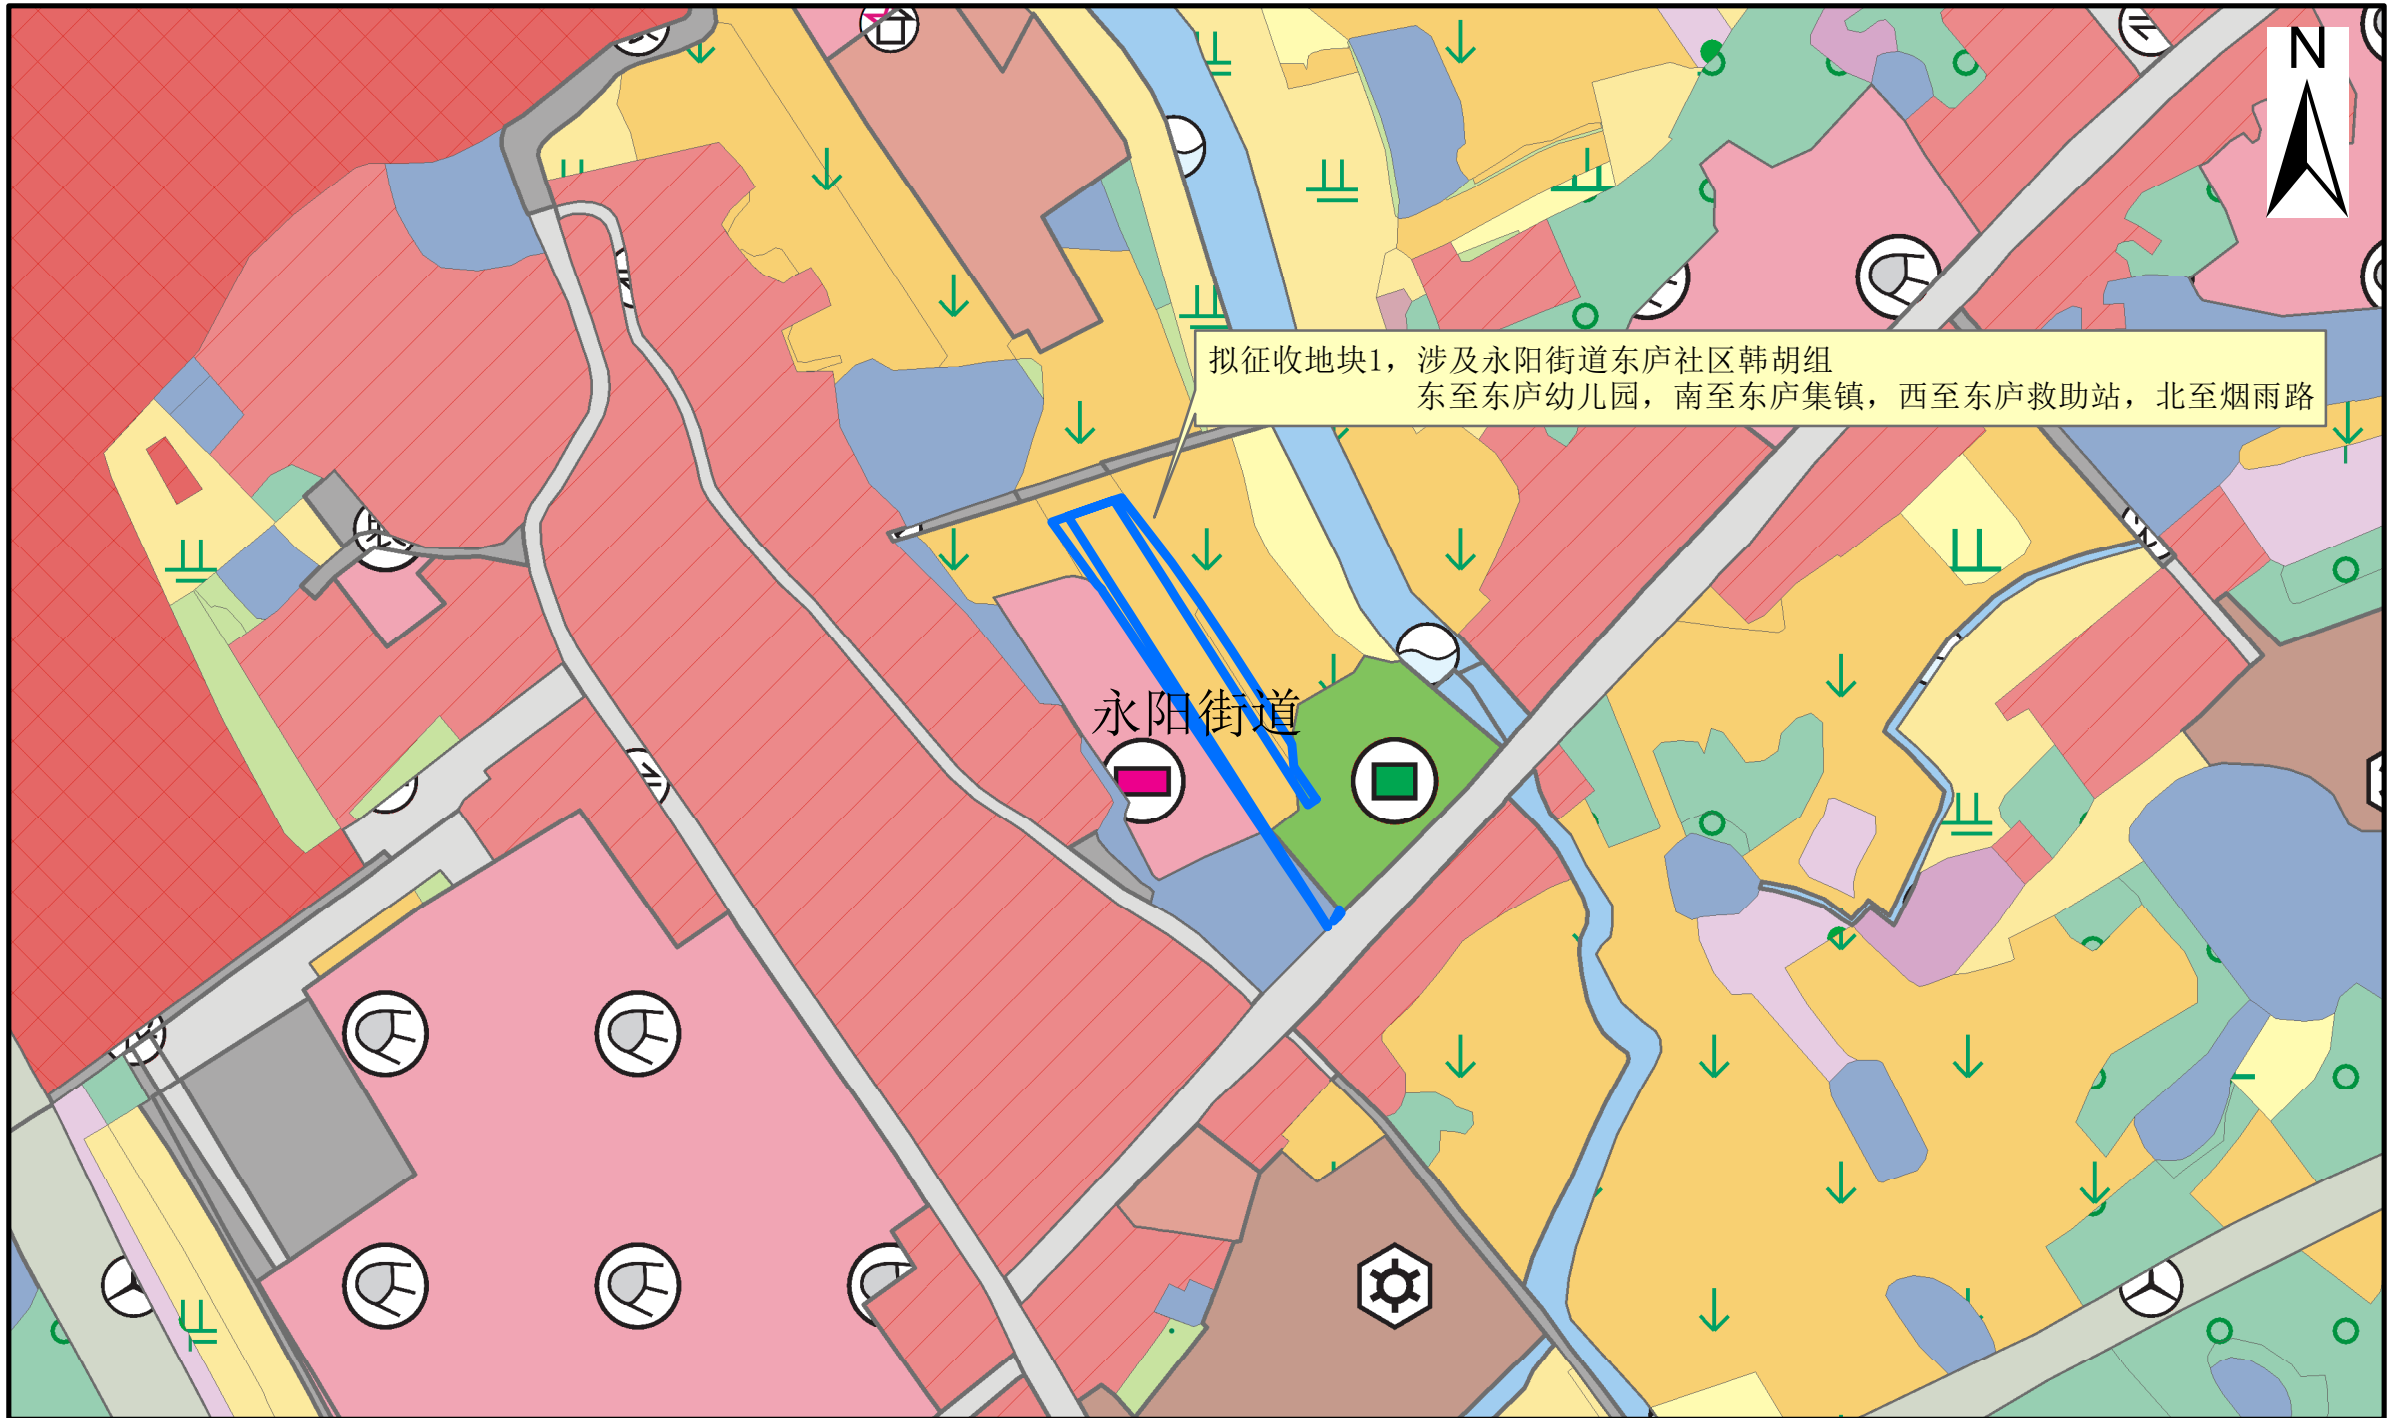 N
拟征收地块1，涉及永阳街道东庐社区韩胡组
东至东庐幼儿园，南至东庐集镇，西至东庐救助站，北至烟雨路
永阳街道